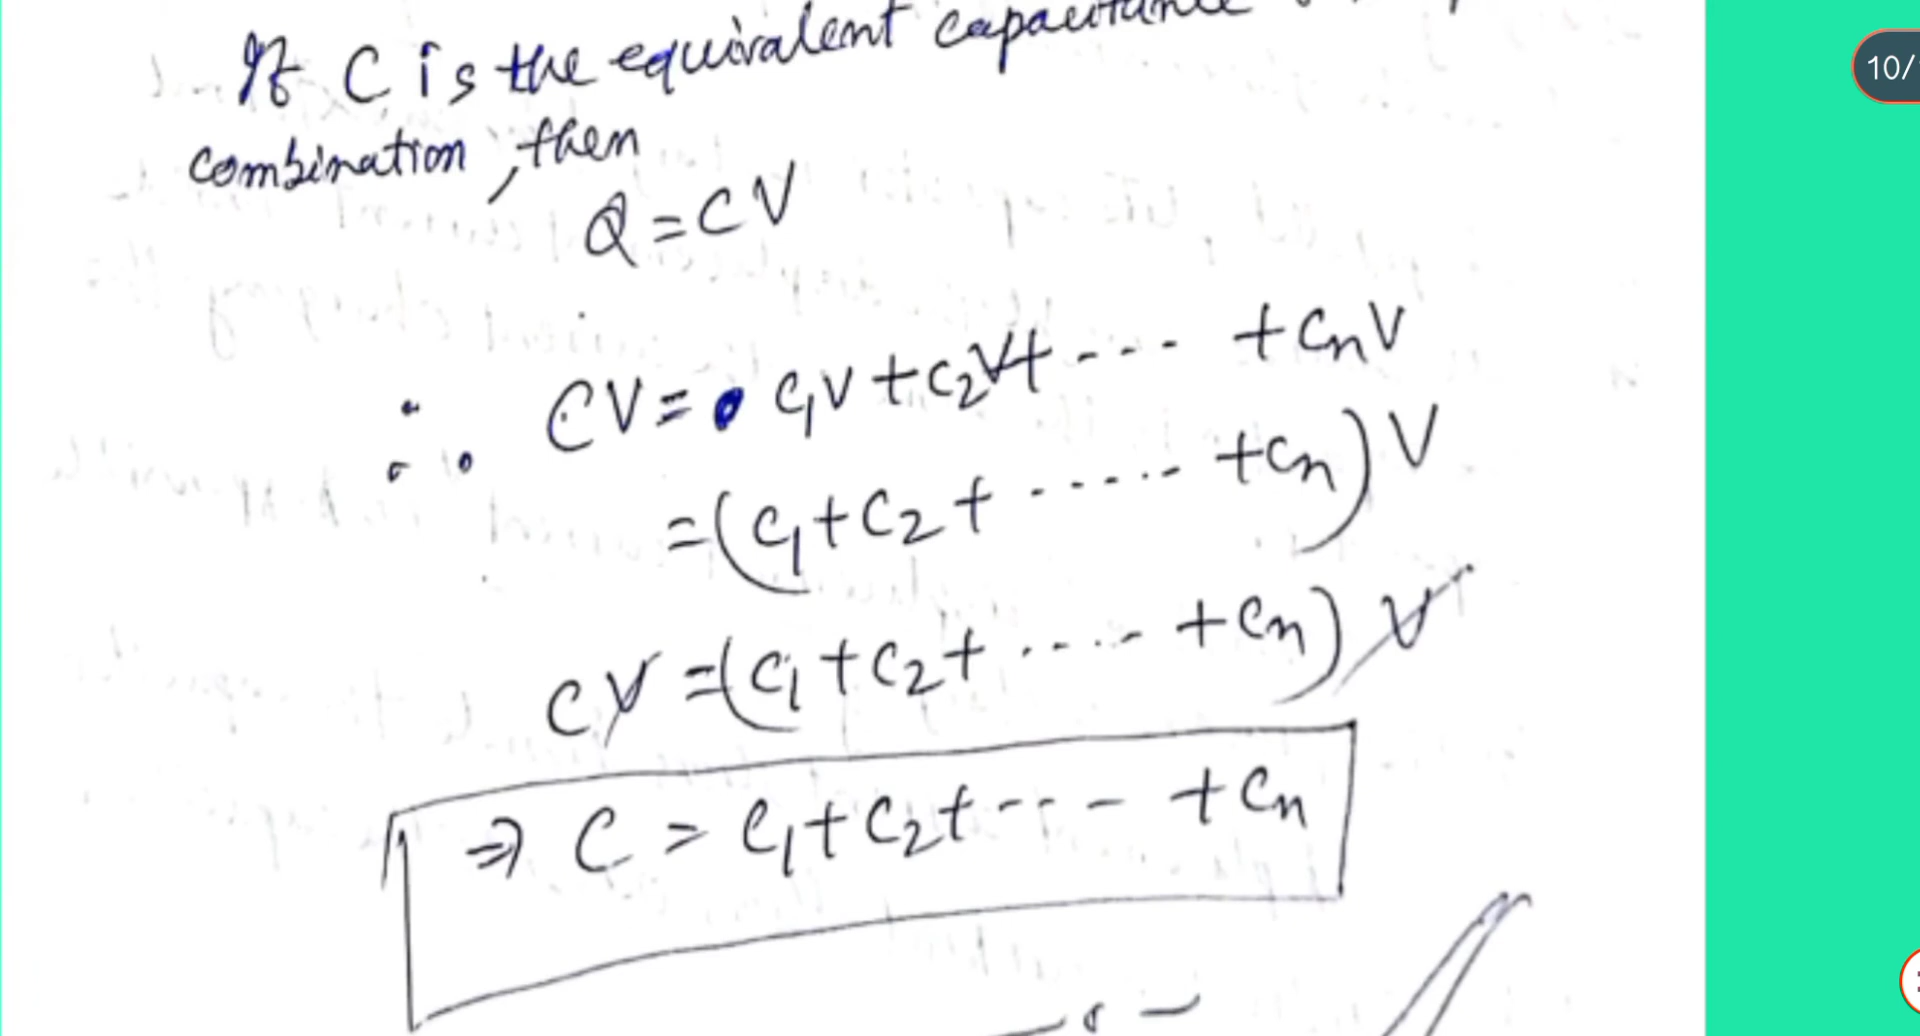 If C is the equivalent capacitance
combination, then
Q = CV
∴ CV = C₁V + C₂V + --- + CₙV
= (C₁ + C₂ + ...... + Cₙ) V
CV = (C₁ + C₂ + ..... + Cₙ) V
⇒ C = C₁ + C₂ + --- + Cₙ
10/